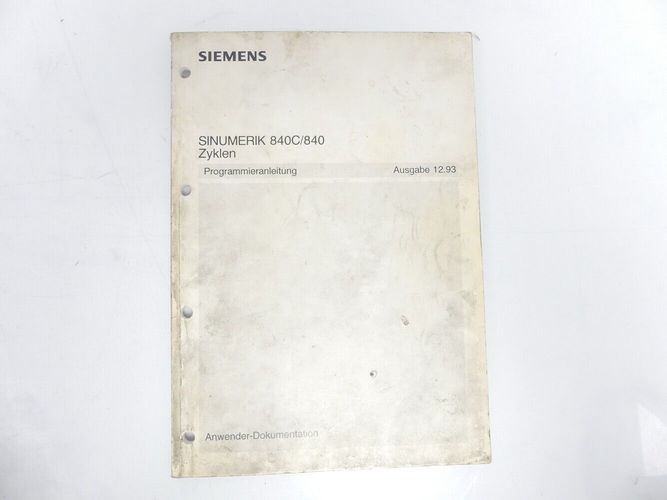 SIEMENS
SINUMERIK 840C/840
Zyklen
Programmieranleitung Ausgabe 12.93
Anwender-Dokumentation